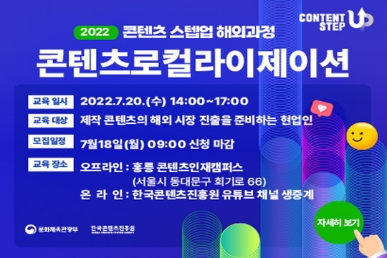 CONTENT
STEP UP
2022 콘텐츠 스텝업 해외과정
콘텐츠로컬라이제이션
교육 일시 2022.7.20.(수) 14:00~17:00
교육 대상 제작 콘텐츠의 해외 시장 진출을 준비하는 현업인
모집일정 7월18일(월) 09:00 신청 마감
교육 장소 오프라인 : 홍릉 콘텐츠인재캠퍼스
(서울시 동대문구 회기로 66)
온 라 인 : 한국콘텐츠진흥원 유튜브 채널 생중계
문화체육관광부 한국콘텐츠진흥원
자세히 보기